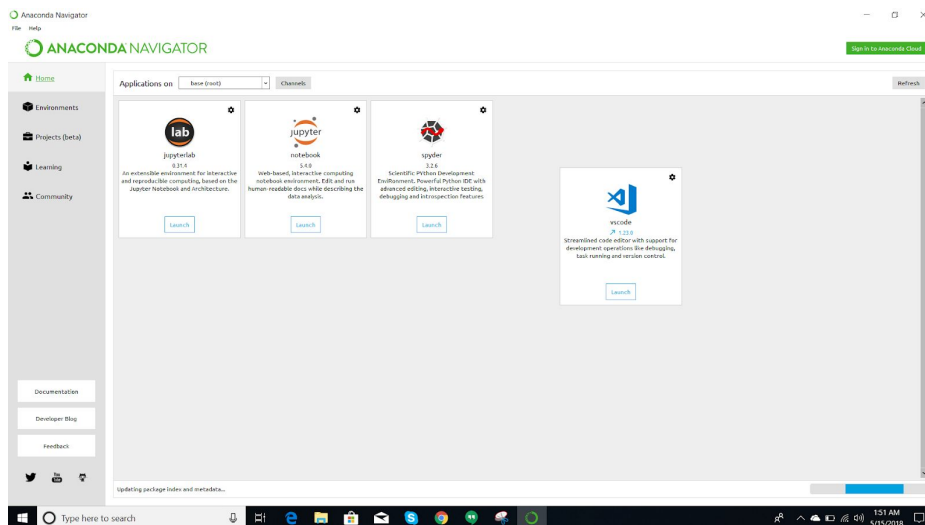 Anaconda Navigator
File Help
ANACONDA NAVIGATOR
Sign in to Anaconda Cloud
Home
Environments
Projects (beta)
Learning
Community
Documentation
Developer Blog
Feedback
Applications on base (root) Channels
Refresh
lab
jupyterlab
0.31.4
An extensible environment for interactive
and reproducible computing, based on the
Jupyter Notebook and Architecture.
Launch
jupyter
notebook
5.4.0
Web-based, interactive computing
notebook environment. Edit and run
human-readable docs while describing the
data analysis.
Launch
spyder
3.2.6
Scientific PYthon Development
EnviRonment. Powerful Python IDE with
advanced editing, interactive testing,
debugging and introspection features
Launch
vscode
1.23.0
Streamlined code editor with support for
development operations like debugging,
task running and version control.
Launch
You
Tube
Updating package index and metadata...
Type here to search
1:51 AM
5/15/2018